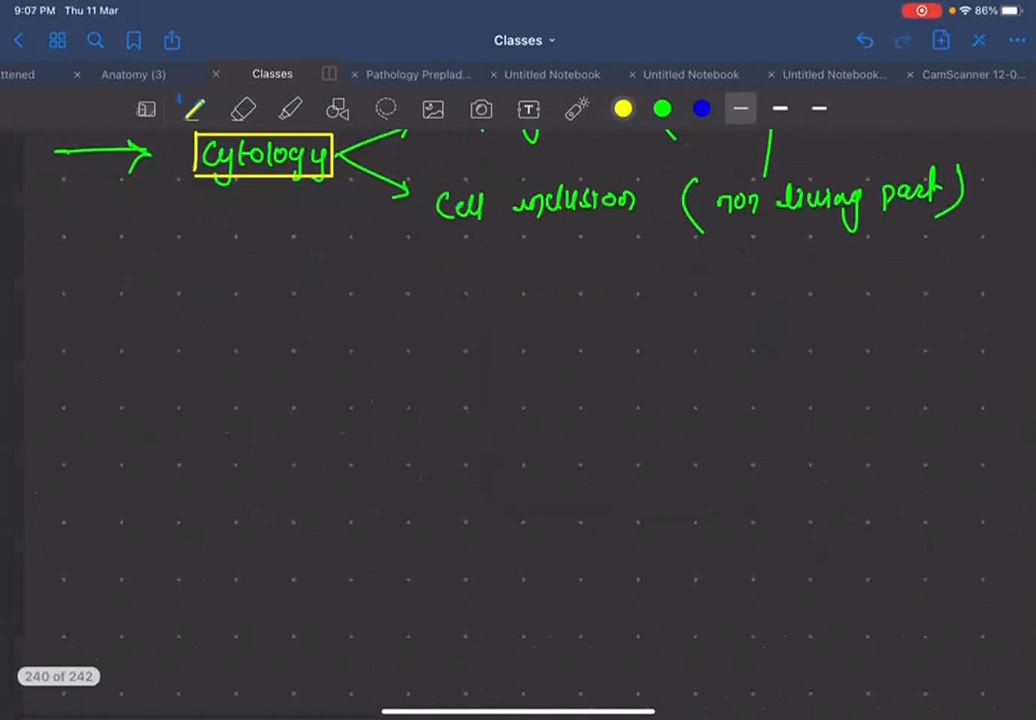 9:07 PM Thu 11 Mar 86%
Classes
ttened Anatomy (3) Classes Pathology Preplad... Untitled Notebook Untitled Notebook Untitled Notebook... CamScanner 12-0...
T
Cytology
Cell inclusion (non living part)
240 of 242